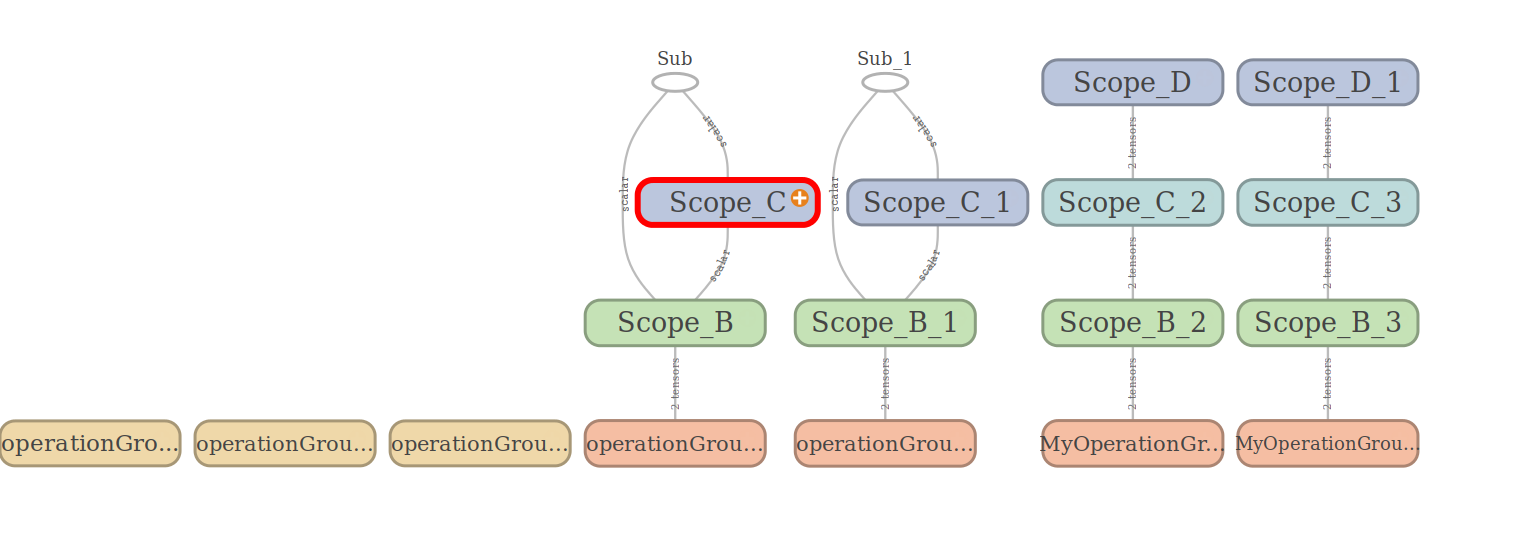 Sub
Sub_1
Scope_D
Scope_D_1
scalar
scalar
2 tensors
2 tensors
scalar
Scope_C
scalar
Scope_C_1
Scope_C_2
Scope_C_3
scalar
scalar
2 tensors
2 tensors
Scope_B
Scope_B_1
Scope_B_2
Scope_B_3
2 tensors
2 tensors
2 tensors
2 tensors
operationGro...
operationGrou...
operationGrou...
operationGrou...
operationGrou...
MyOperationGr...
MyOperationGrou...